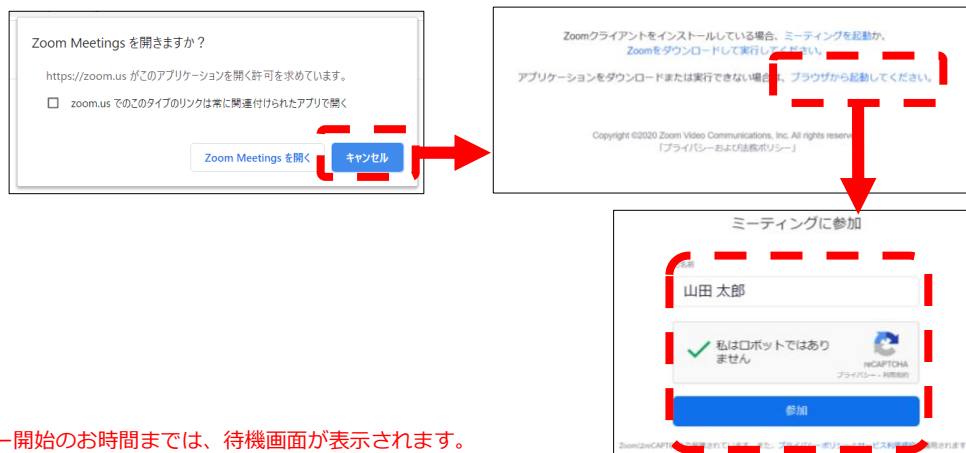 Zoom Meetings を開きますか？
https://zoom.us がこのアプリケーションを開く許可を求めています。
zoom.us でのこのタイプのリンクは常に関連付けられたアプリで開く
Zoom Meetings を開く
キャンセル
Zoomクライアントをインストールしている場合、ミーティングを起動か、
Zoomをダウンロードして実行してください。
アプリケーションをダウンロードまたは実行できない場合は、ブラウザから起動してください。
Copyright ©2020 Zoom Video Communications, Inc. All rights reserv
「プライバシーおよび法務ポリシー」
ミーティングに参加
名前
山田 太郎
私はロボットではあり
ません
reCAPTCHA
プライバシー - 利用規約
参加
ー開始のお時間までは、待機画面が表示されます。